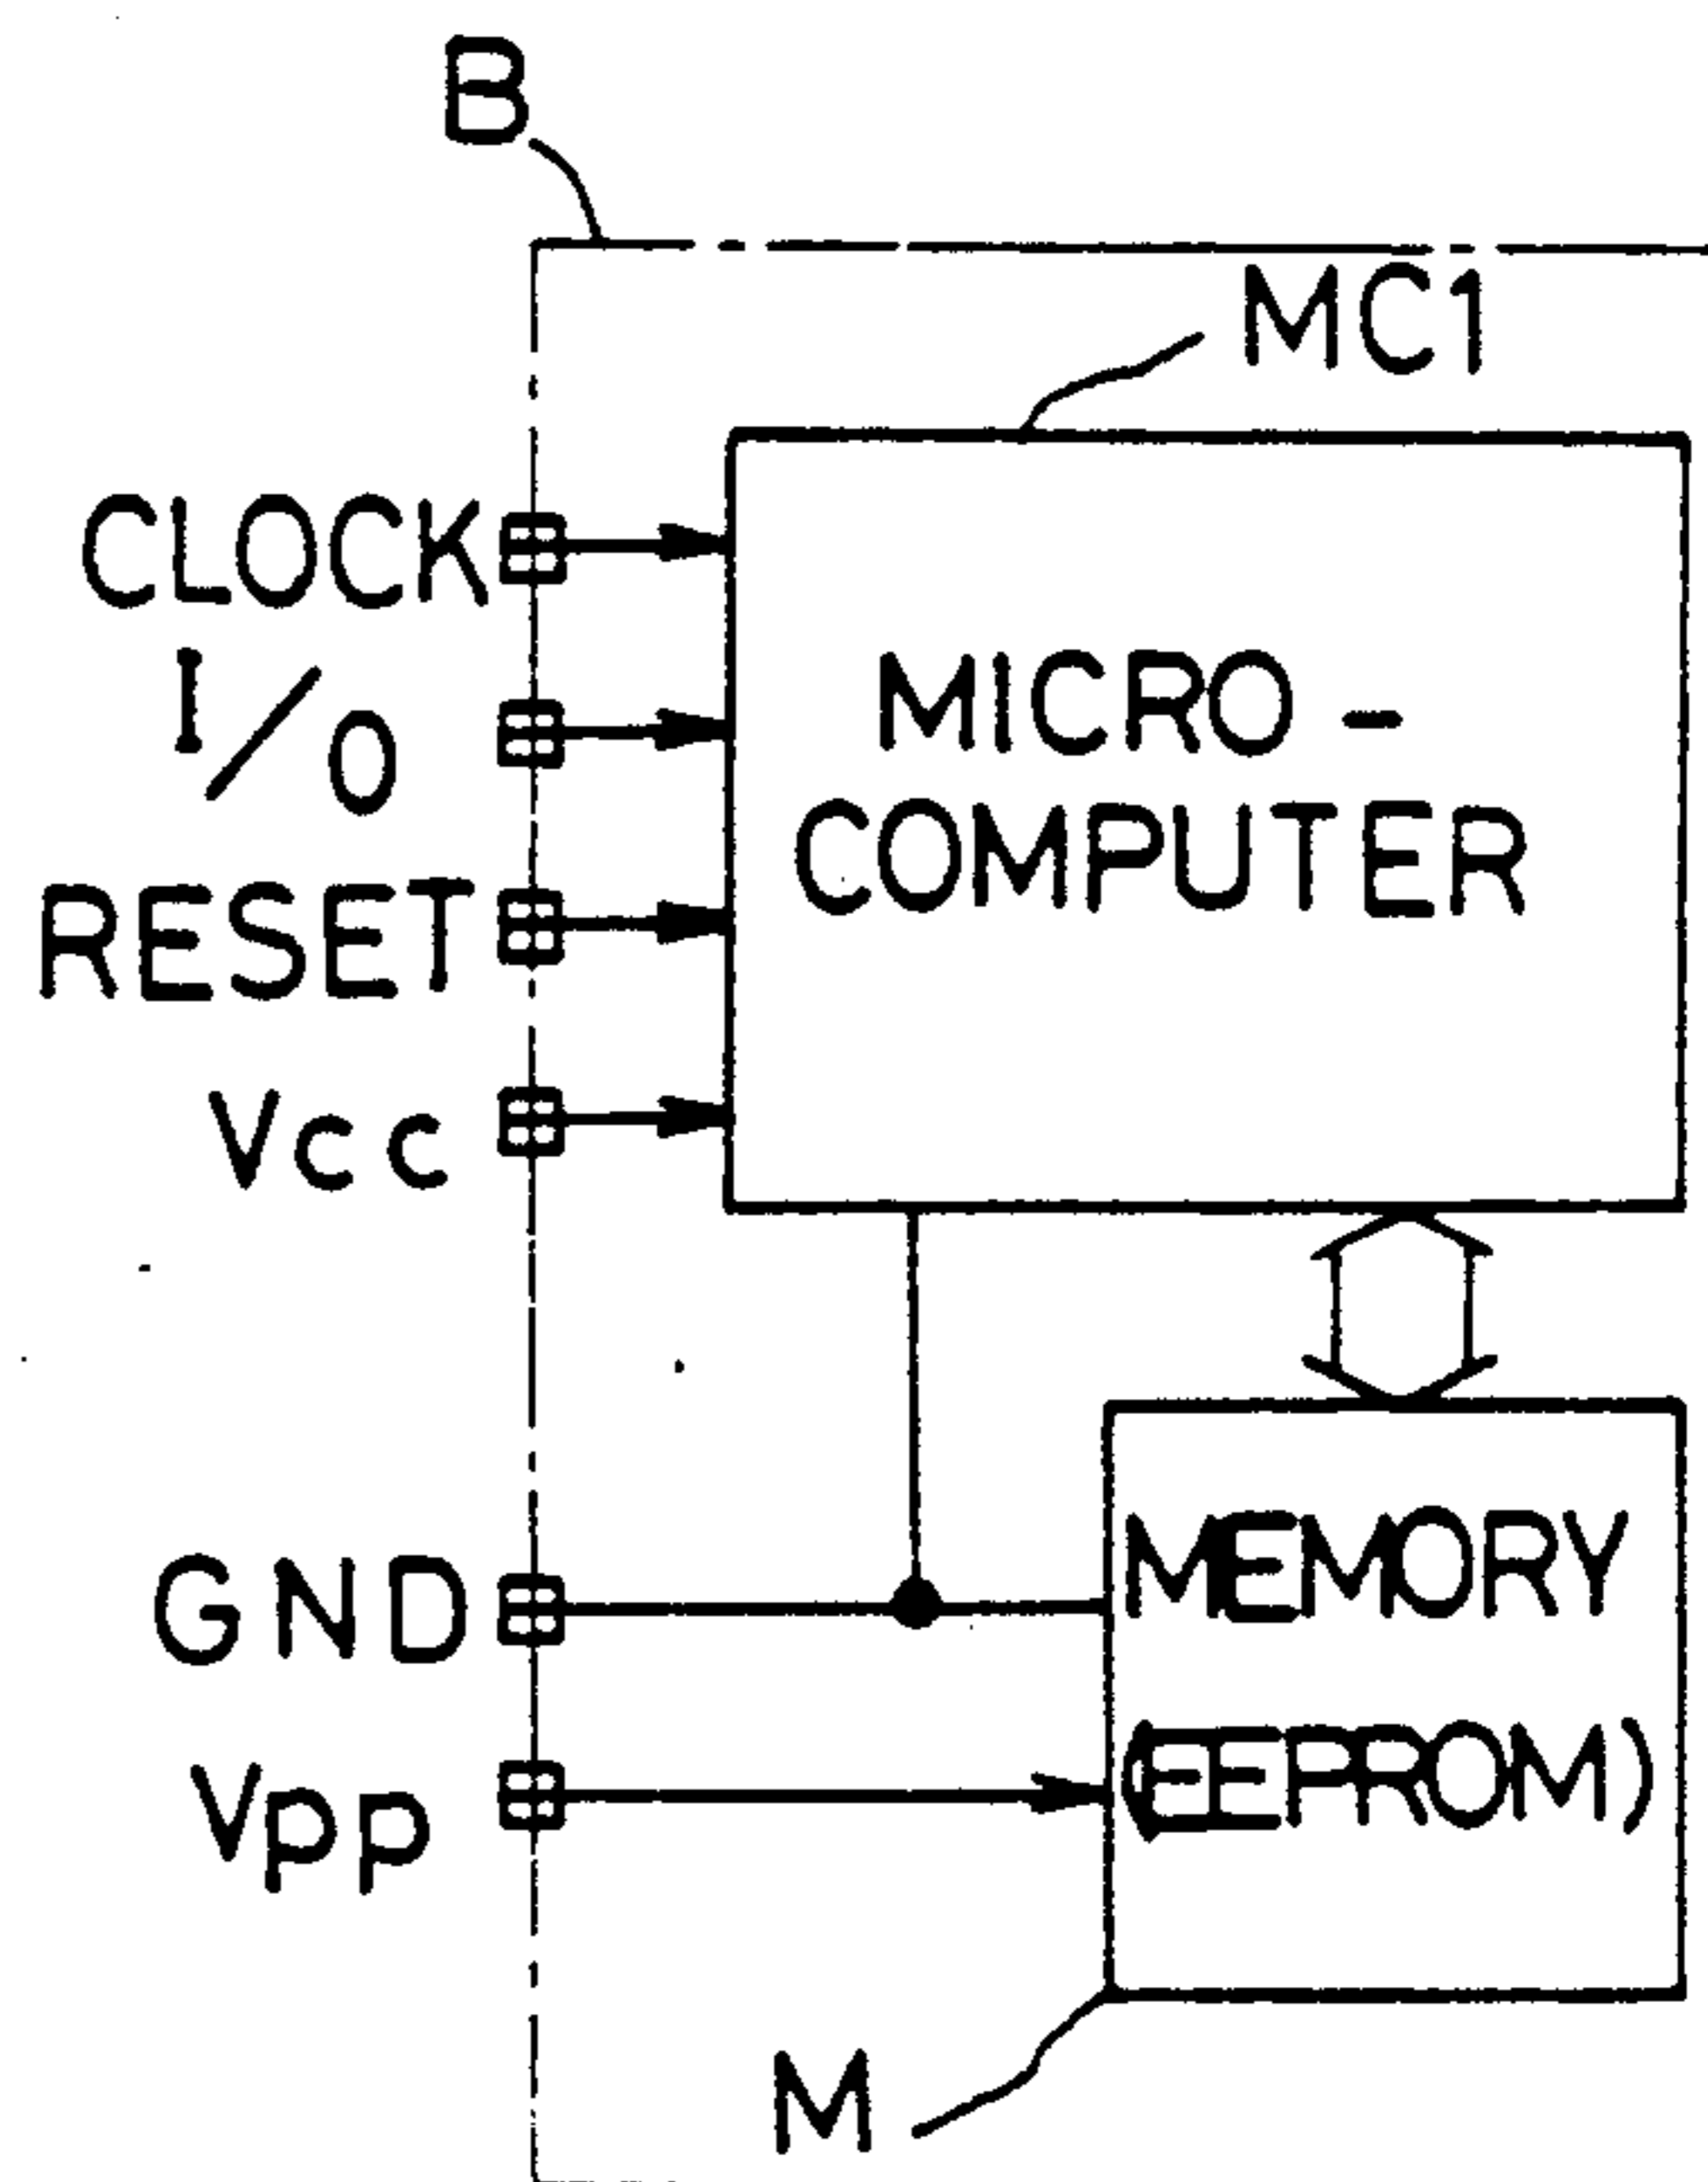 B
MC1
CLOCK
I/O
MICRO-
COMPUTER
RESET
Vcc
GND
MEMORY
(EEPROM)
Vpp
M